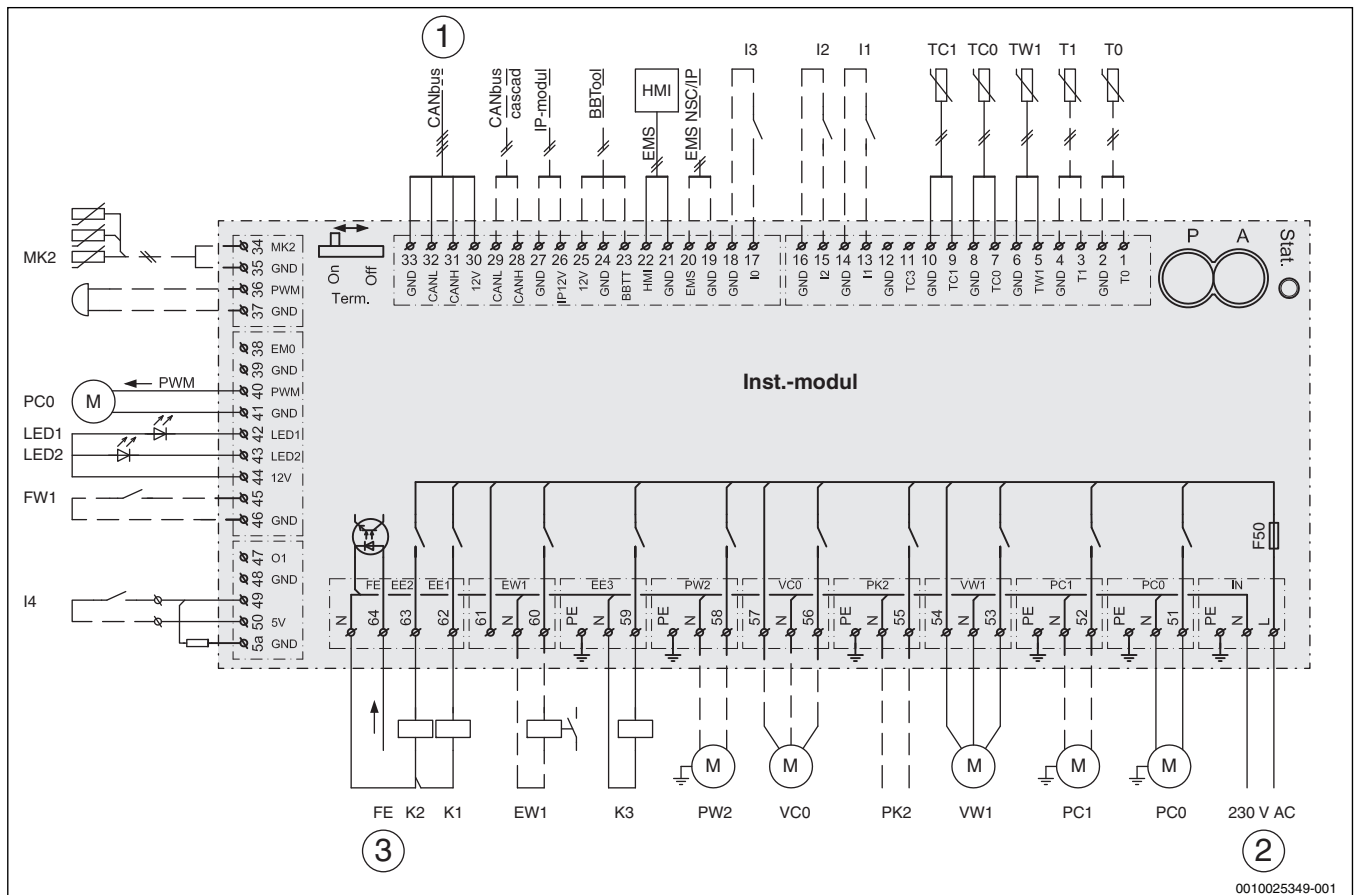 1
CANbus
CANbus
cascad
IP-modul
BBTool
HMI
EMS
EMS NSC/IP
I3
I2
I1
TC1
TC0
TW1
T1
T0
33 32 31 30 29 28 27 26 25 24 23 22 21 20 19 18 17
GND CANL CANH 12V CANL CANH GND IP12V 12V GND BBTT HMI GND EMS GND GND I0
16 15 14 13 12 11 10 9 8 7 6 5 4 3 2 1
GND I2 GND I1 GND TC3 GND TC1 GND TC0 GND TW1 GND T1 GND T0
On
Off
Term.
P A
Stat.
MK2
34 MK2
35 GND
36 PWM
37 GND
38 EM0
39 GND
PWM
40 PWM
PC0
M
41 GND
LED1
42 LED1
LED2
43 LED2
44 12V
FW1
45
46 GND
47 O1
48 GND
I4
49
50 5V
5a GND
Inst.-modul
F50
FE EE2 EE1 EW1 EE3 PW2 VC0 PK2 VW1 PC1 PC0 IN
N 64 63 62 61 N 60 PE N 59 PE N 58 57 N 56 PE N 55 54 N 53 PE N 52 PE N 51 PE N L
M M M M M
FE K2 K1 EW1 K3 PW2 VC0 PK2 VW1 PC1 PC0 230 V AC
3
2
0010025349-001